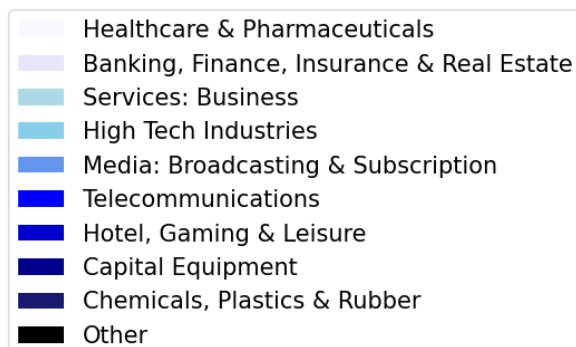 Healthcare & Pharmaceuticals
Banking, Finance, Insurance & Real Estate
Services: Business
High Tech Industries
Media: Broadcasting & Subscription
Telecommunications
Hotel, Gaming & Leisure
Capital Equipment
Chemicals, Plastics & Rubber
Other